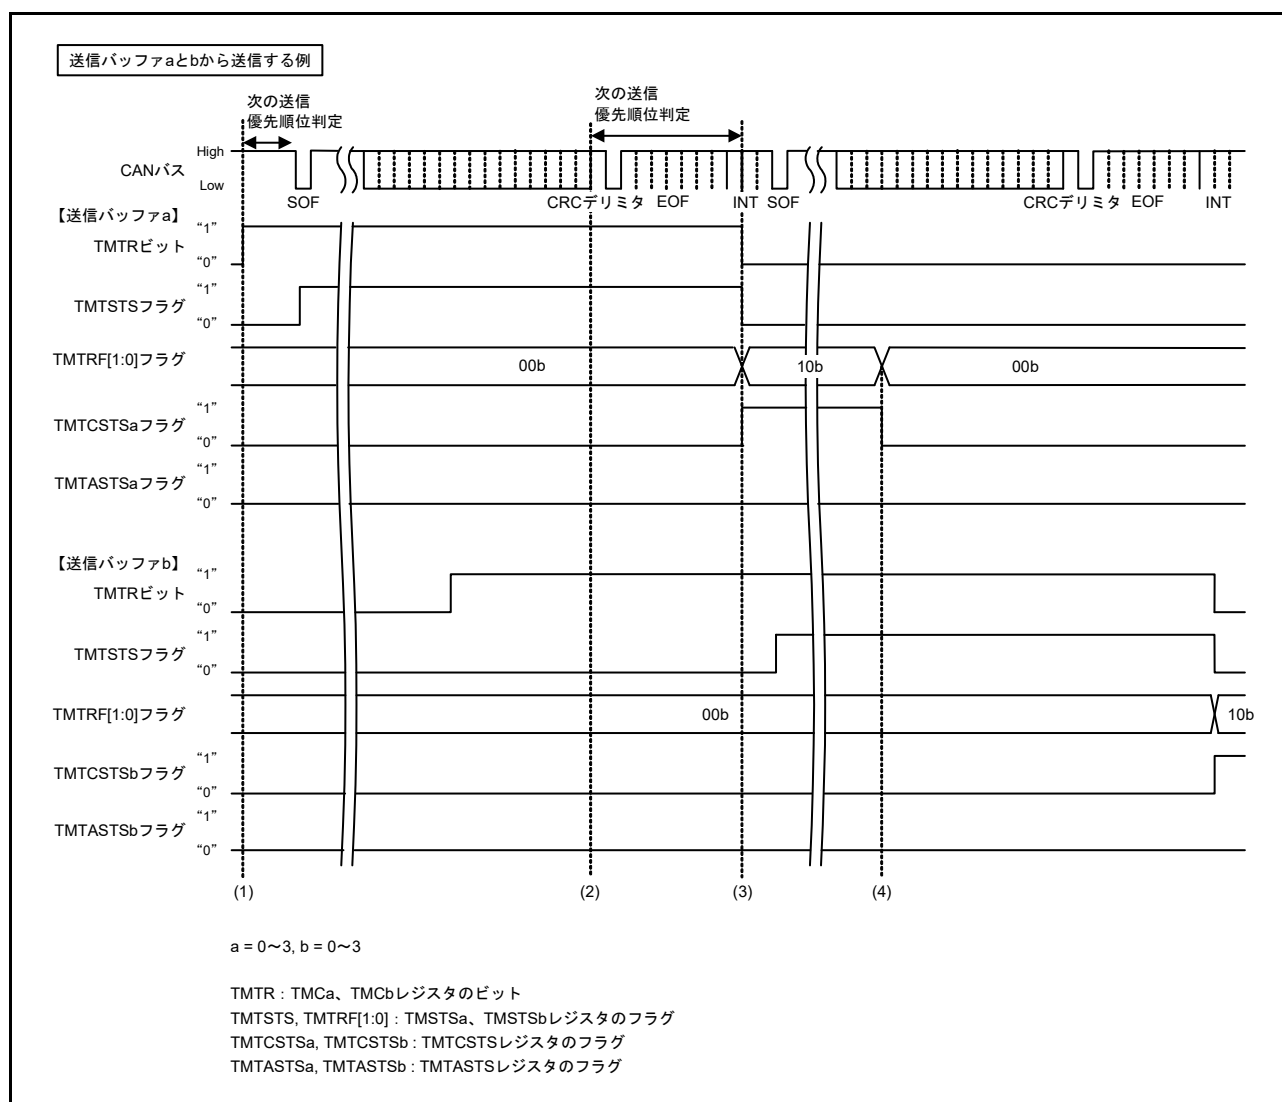 送信バッファaとbから送信する例
次の送信
優先順位判定
次の送信
優先順位判定
CANバス
High
Low
SOF
CRCデリミタ
EOF
INT
SOF
CRCデリミタ
EOF
INT
【送信バッファa】
TMTRビット
“1”
“0”
TMTSTSフラグ
“1”
“0”
TMTRF[1:0]フラグ
00b
10b
00b
TMTCSTSaフラグ
“1”
“0”
TMTASTSaフラグ
“1”
“0”
【送信バッファb】
TMTRビット
“1”
“0”
TMTSTSフラグ
“1”
“0”
TMTRF[1:0]フラグ
00b
10b
TMTCSTSbフラグ
“1”
“0”
TMTASTSbフラグ
“1”
“0”
(1)
(2)
(3)
(4)
a = 0～3, b = 0～3
TMTR : TMCa、TMCbレジスタのビット
TMTSTS, TMTRF[1:0] : TMSTSa、TMSTSbレジスタのフラグ
TMTCSTSa, TMTCSTSb : TMTCSTSレジスタのフラグ
TMTASTSa, TMTASTSb : TMTASTSレジスタのフラグ